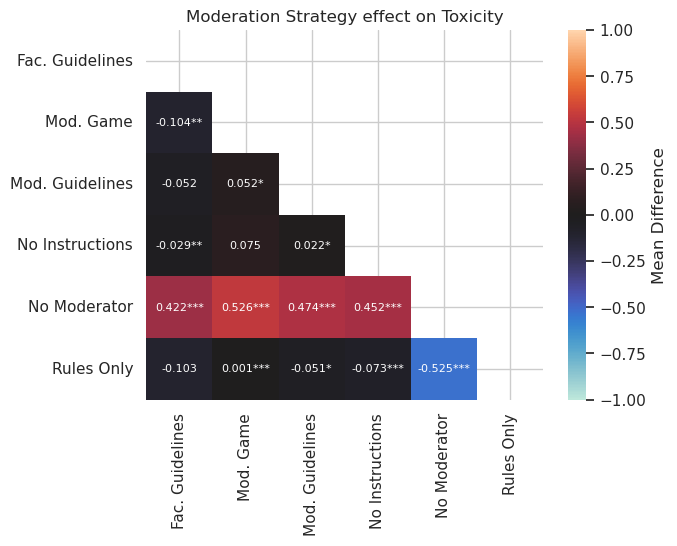 Moderation Strategy effect on Toxicity
Fac. Guidelines
Mod. Game
-0.104**
Mod. Guidelines
-0.052 0.052*
No Instructions
-0.029** 0.075 0.022*
No Moderator
0.422*** 0.526*** 0.474*** 0.452***
Rules Only
-0.103 0.001*** -0.051* -0.073*** -0.525***
Fac. Guidelines
Mod. Game
Mod. Guidelines
No Instructions
No Moderator
Rules Only
1.00
0.75
0.50
0.25
0.00
−0.25
−0.50
−0.75
−1.00
Mean Difference